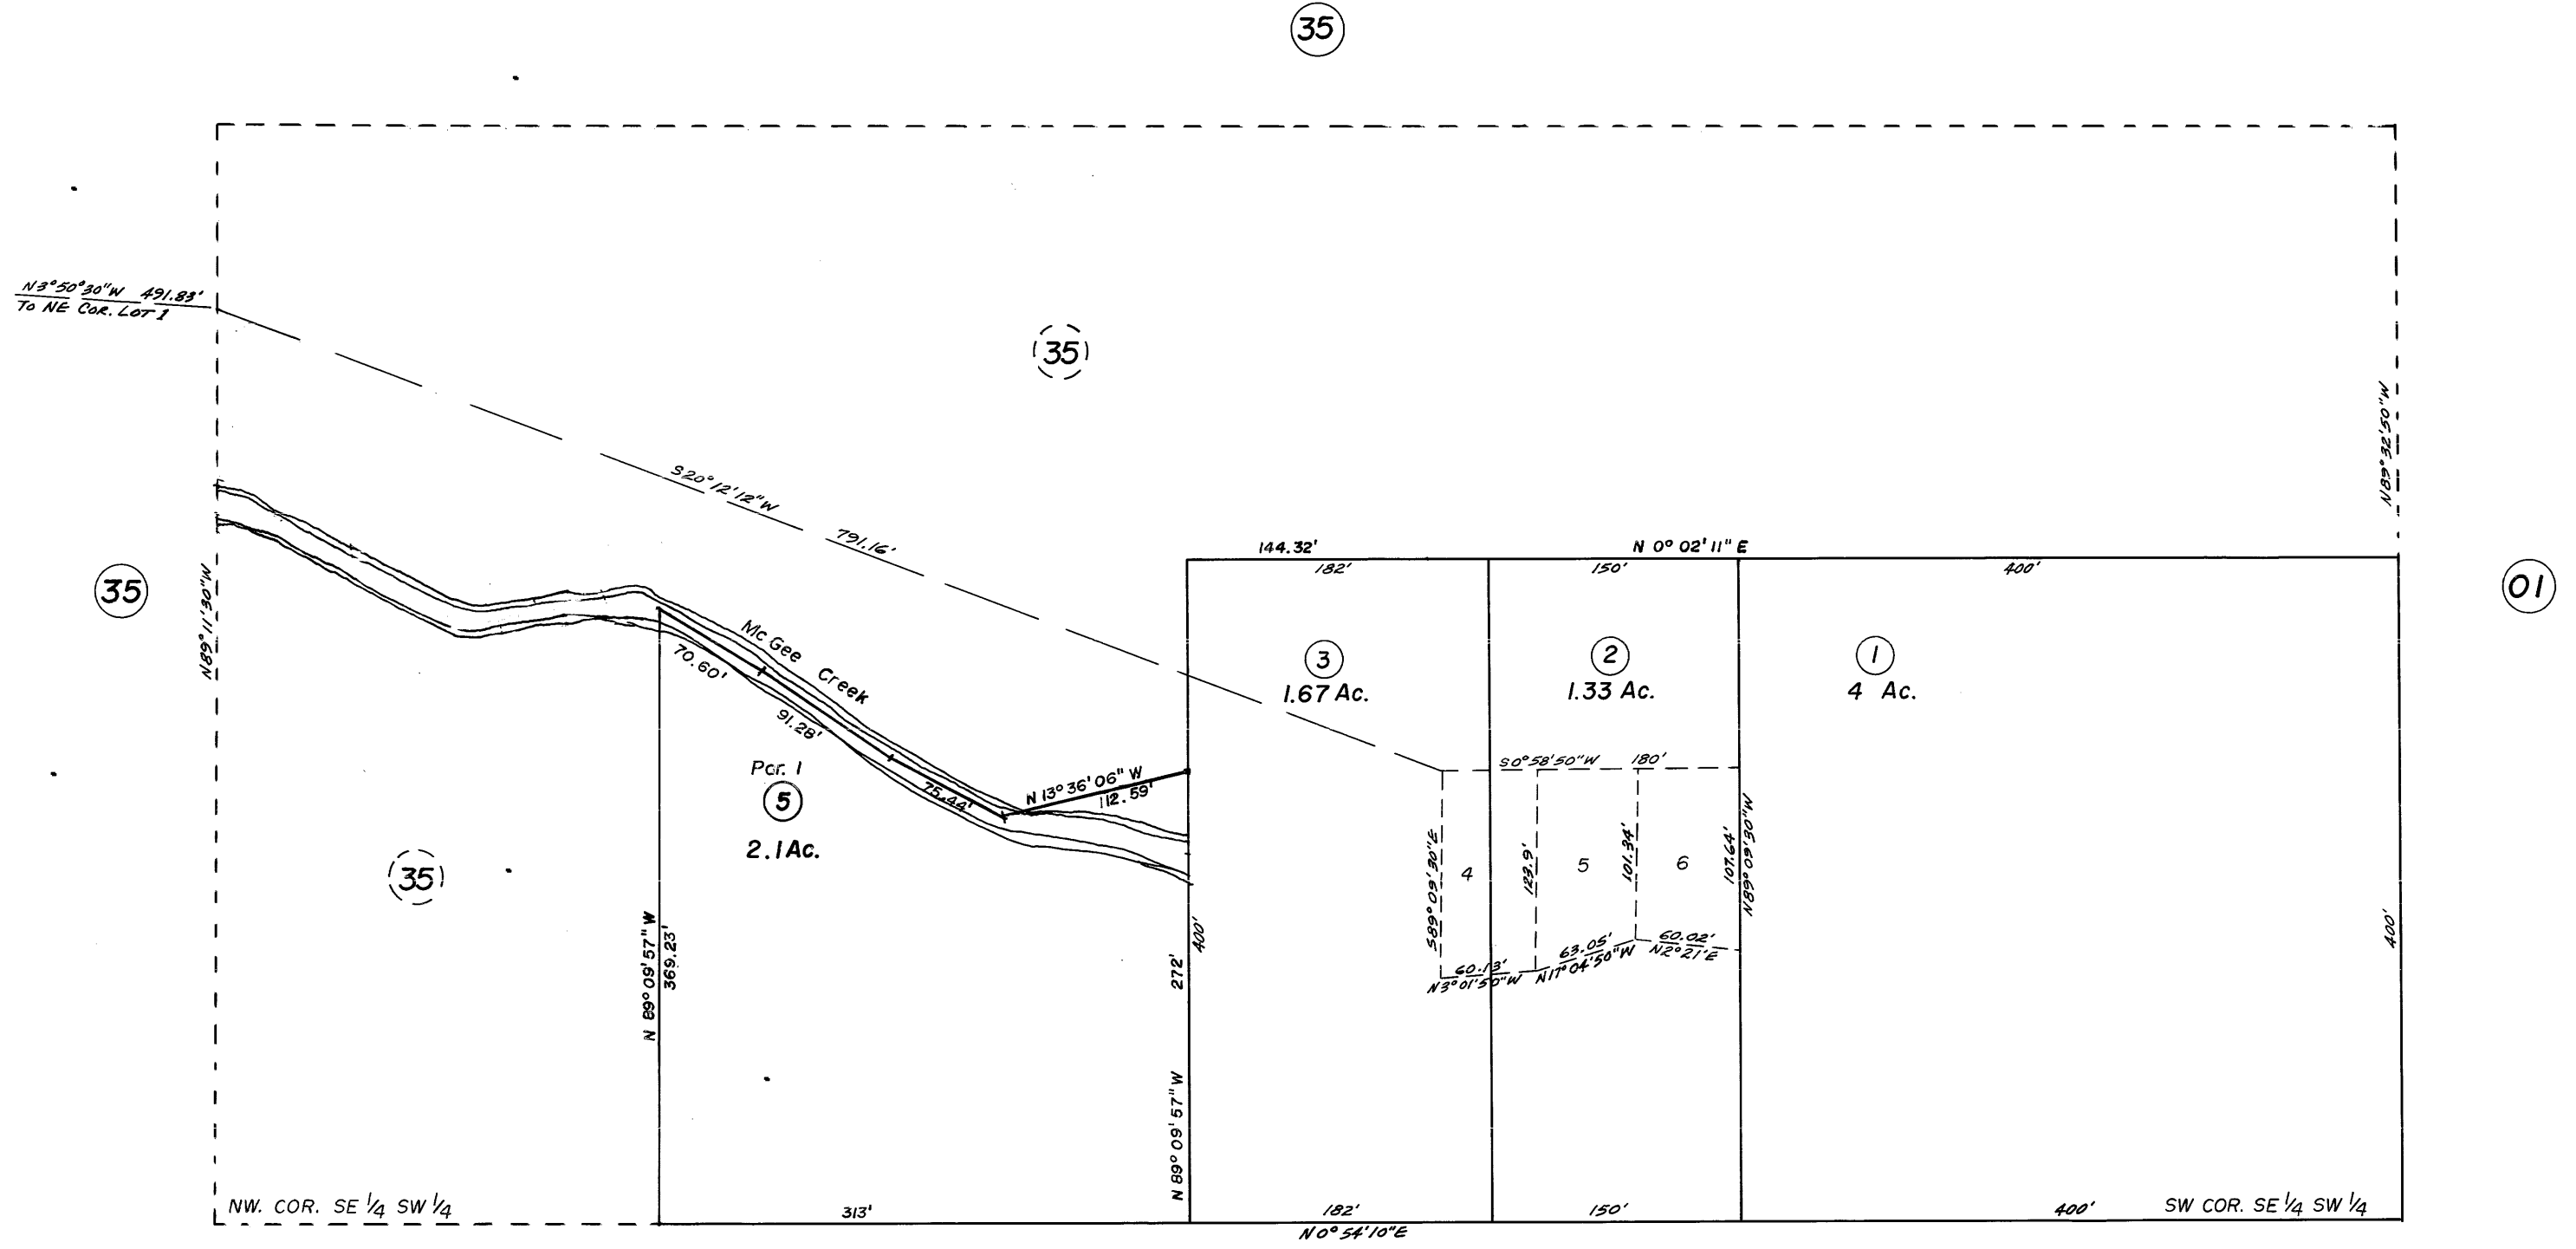 35
N3°50°30"W 491.83'
To NE COR. LOT 1
35
N89°32'50"W
S20°12'12"W
791.16'
144.32'
N 0° 02' 11" E
182'
150'
400'
35
N89°11'30"W
01
Mc Gee Creek
70.60'
91.28'
75.44'
N 13° 36' 06" W
112.59'
3
1.67 Ac.
2
1.33 Ac.
1
4 Ac.
Par. 1
5
2.1 Ac.
S0°58'50"W
180'
S89°09'30"E
4
123.9'
5
101.34'
6
107.64'
N89°09'30"W
60.13'
N3°01'50"W
63.05'
N17°04'50"W
60.02'
N2°21'E
35
N 89° 09' 57" W
369.23'
400'
272'
N 89° 09' 57" W
400'
NW. COR. SE 1/4 SW 1/4
313'
182'
150'
400'
SW COR. SE 1/4 SW 1/4
N 0° 54' 10" E